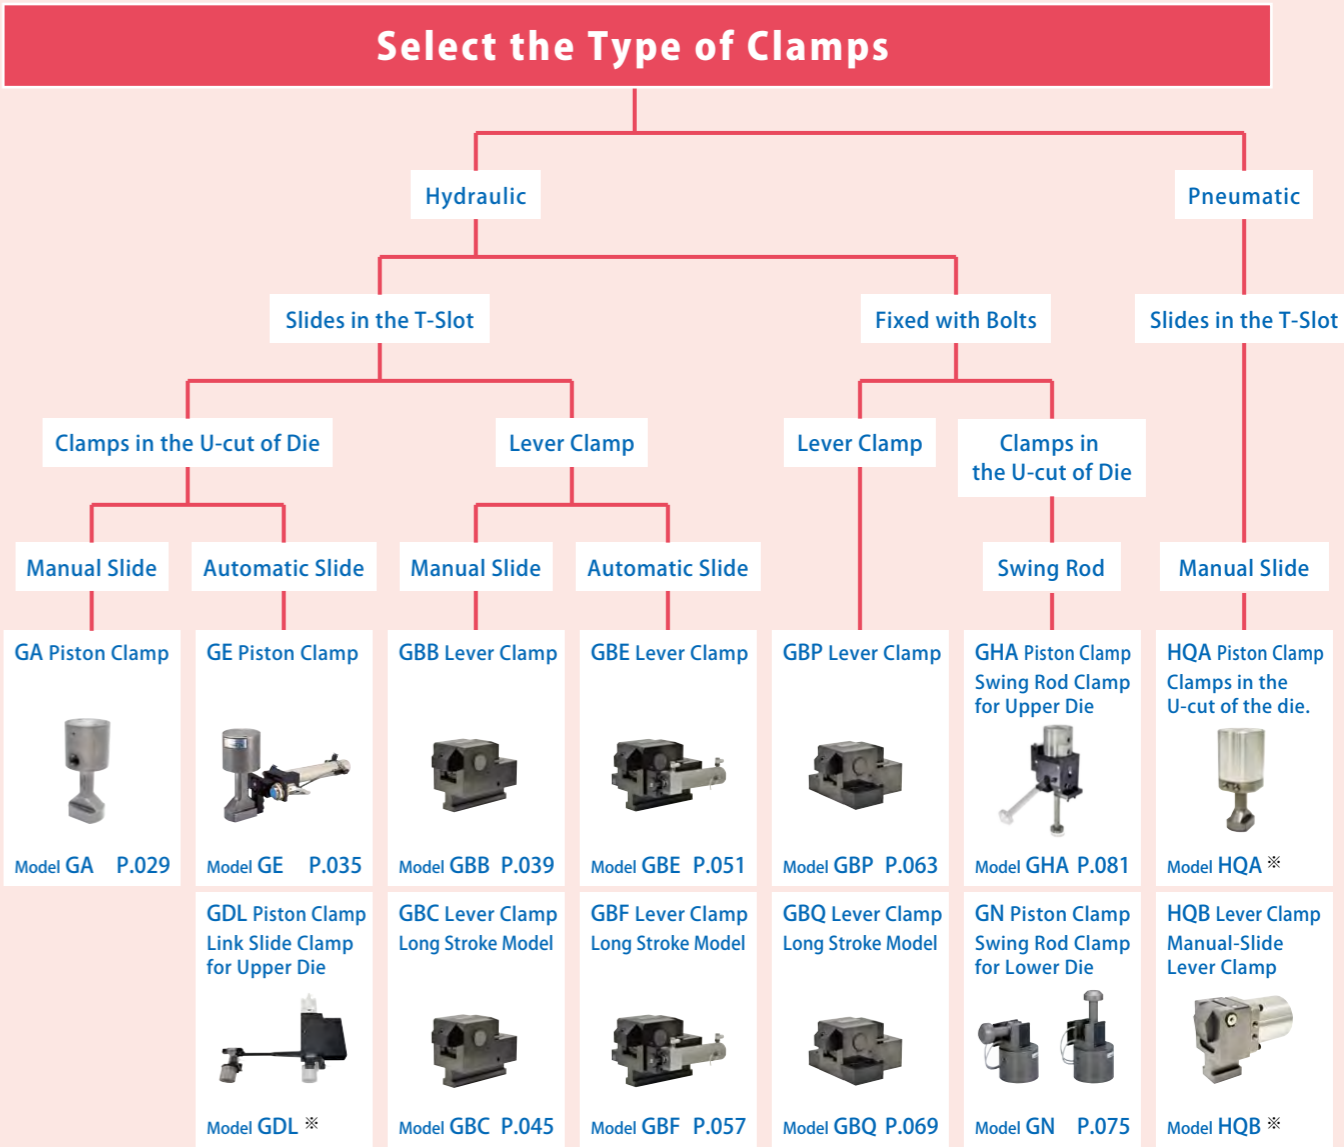 Select the Type of Clamps
Hydraulic
Pneumatic
Slides in the T-Slot
Fixed with Bolts
Slides in the T-Slot
Clamps in the U-cut of Die
Lever Clamp
Lever Clamp
Clamps in
the U-cut of Die
Manual Slide
Automatic Slide
Manual Slide
Automatic Slide
Swing Rod
Manual Slide
GA Piston Clamp
Model GA P.029
GE Piston Clamp
Model GE P.035
GBB Lever Clamp
Model GBB P.039
GBE Lever Clamp
Model GBE P.051
GBP Lever Clamp
Model GBP P.063
GHA Piston Clamp
Swing Rod Clamp
for Upper Die
Model GHA P.081
HQA Piston Clamp
Clamps in the
U-cut of the die.
Model HQA ※
GDL Piston Clamp
Link Slide Clamp
for Upper Die
Model GDL ※
GBC Lever Clamp
Long Stroke Model
Model GBC P.045
GBF Lever Clamp
Long Stroke Model
Model GBF P.057
GBQ Lever Clamp
Long Stroke Model
Model GBQ P.069
GN Piston Clamp
Swing Rod Clamp
for Lower Die
Model GN P.075
HQB Lever Clamp
Manual-Slide
Lever Clamp
Model HQB ※